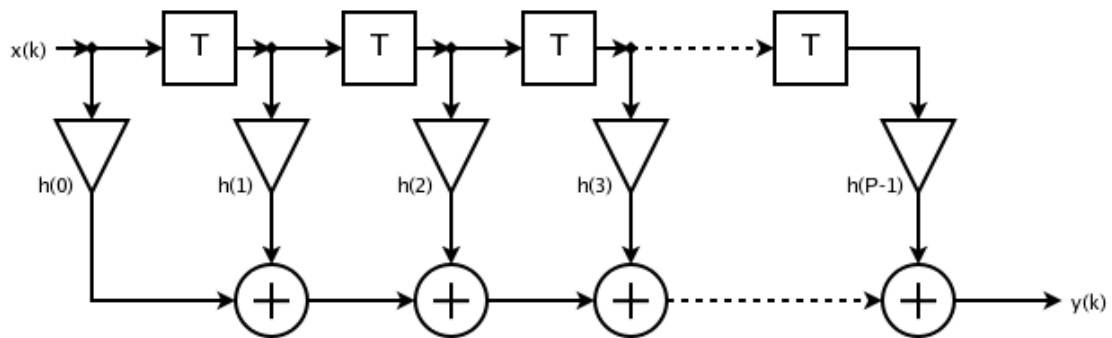 x(k) T T T T
h(0) h(1) h(2) h(3) h(P-1)
+ + + +
y(k)